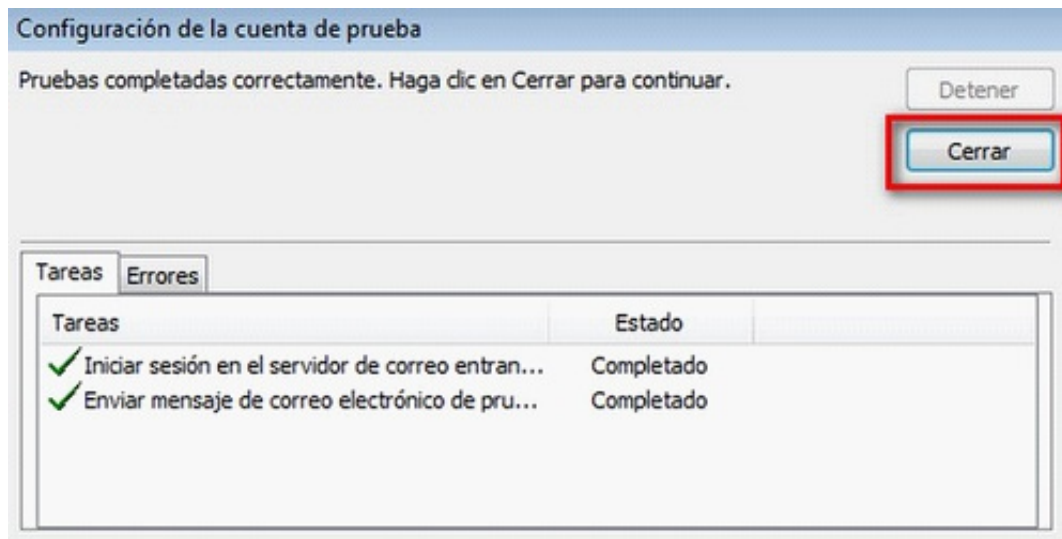 Configuración de la cuenta de prueba
Pruebas completadas correctamente. Haga clic en Cerrar para continuar.
Detener
Cerrar
Tareas Errores
Tareas Estado
Iniciar sesión en el servidor de correo entran... Completado
Enviar mensaje de correo electrónico de pru... Completado